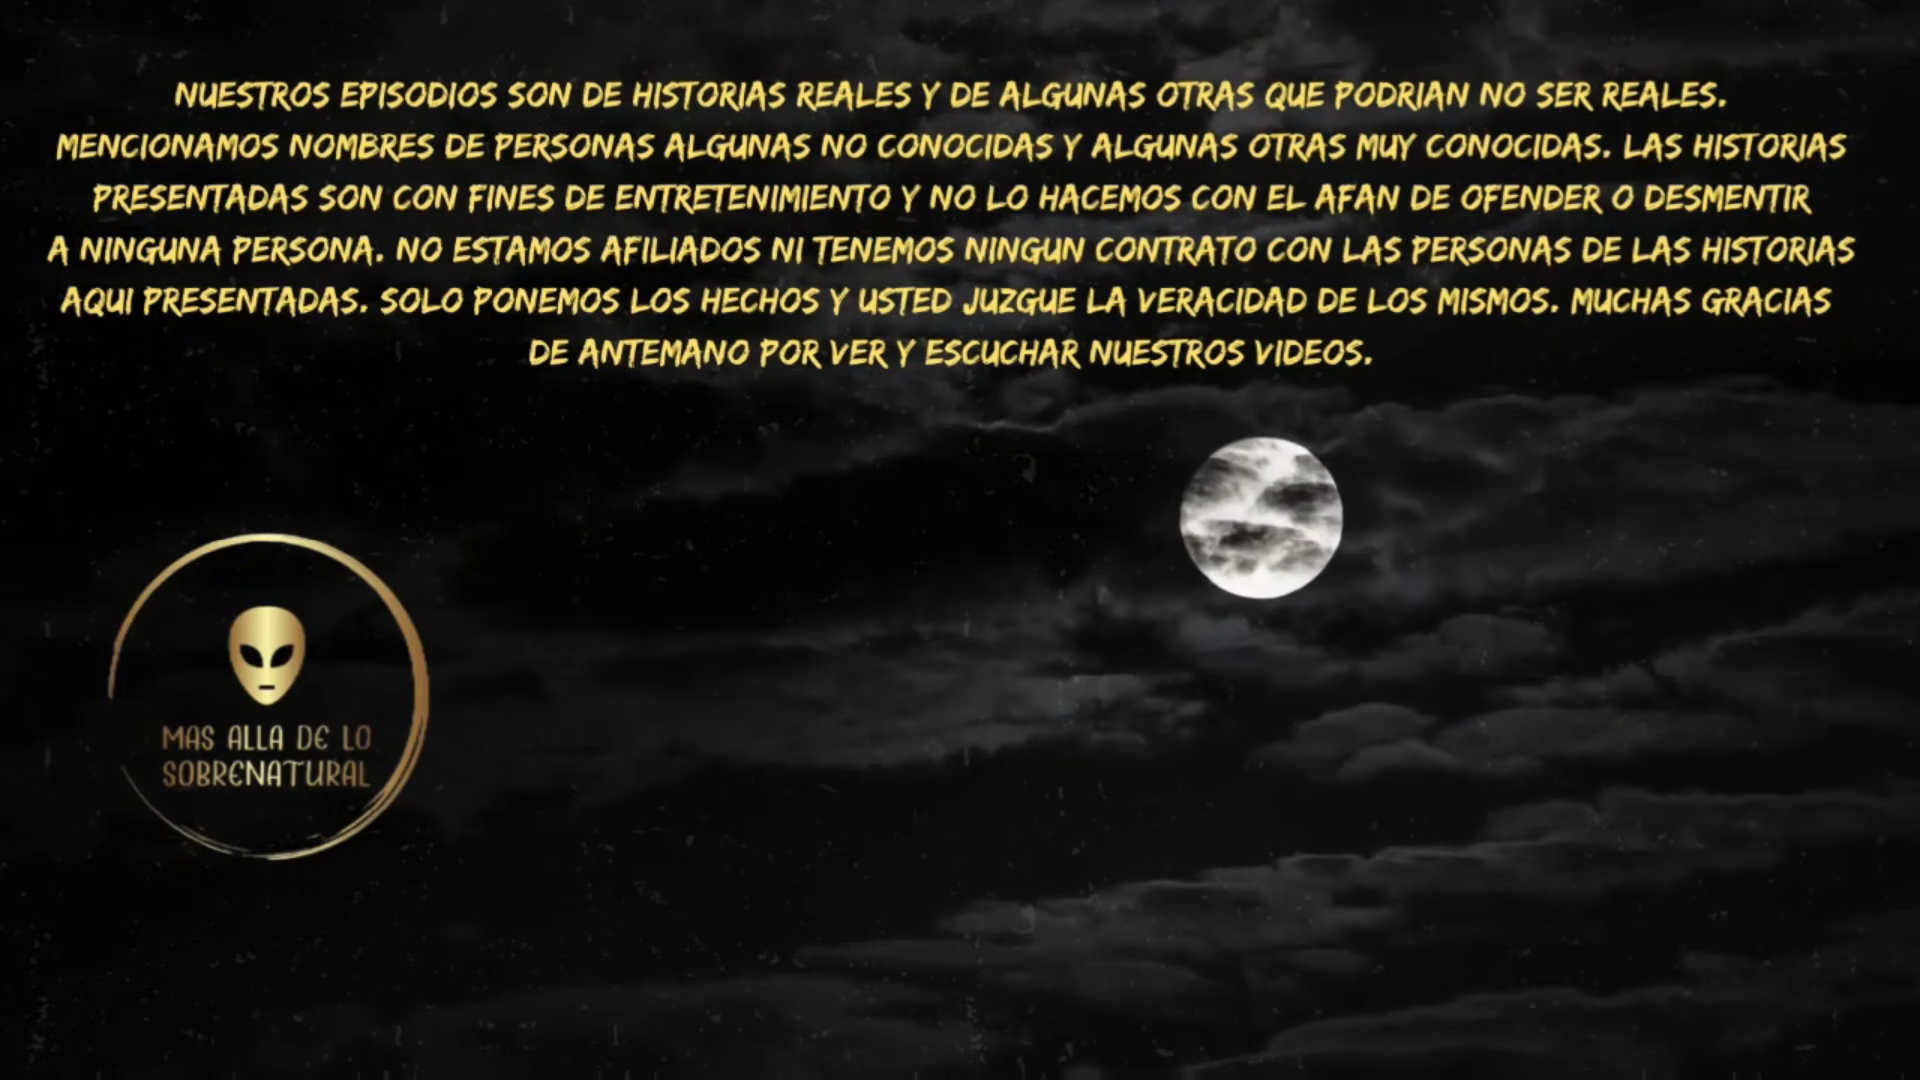 NUESTROS EPISODIOS SON DE HISTORIAS REALES Y DE ALGUNAS OTRAS QUE PODRIAN NO SER REALES.
MENCIONAMOS NOMBRES DE PERSONAS ALGUNAS NO CONOCIDAS Y ALGUNAS OTRAS MUY CONOCIDAS. LAS HISTORIAS
PRESENTADAS SON CON FINES DE ENTRETENIMIENTO Y NO LO HACEMOS CON EL AFAN DE OFENDER O DESMENTIR
A NINGUNA PERSONA. NO ESTAMOS AFILIADOS NI TENEMOS NINGUN CONTRATO CON LAS PERSONAS DE LAS HISTORIAS
AQUI PRESENTADAS. SOLO PONEMOS LOS HECHOS Y USTED JUZGUE LA VERACIDAD DE LOS MISMOS. MUCHAS GRACIAS
DE ANTEMANO POR VER Y ESCUCHAR NUESTROS VIDEOS.
MAS ALLA DE LO
SOBRENATURAL